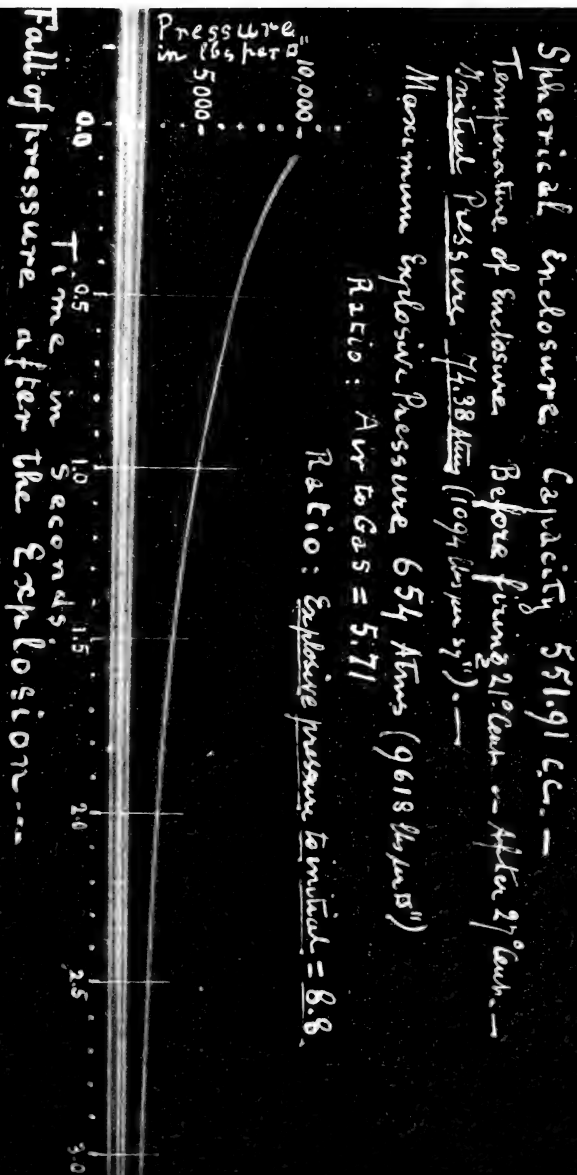 Spherical Enclosure Capacity 551.91 C.C. —
Temperature of Enclosure Before firing 21° Cent. — After 27° Cent. —
Initial Pressure 74.38 Atms (1094 lbs per sq"). —
Maximum Explosive Pressure 654 Atms (9618 lbs per □")
Ratio: Air to Gas = 5.71
Ratio: Explosive pressure to initial = 8.8
Pressure
in lbs per □"
10,000
5,000
0.0
0.5
1.0
1.5
2.0
2.5
3.0
Time in Seconds
Fall of pressure after the Explosion...